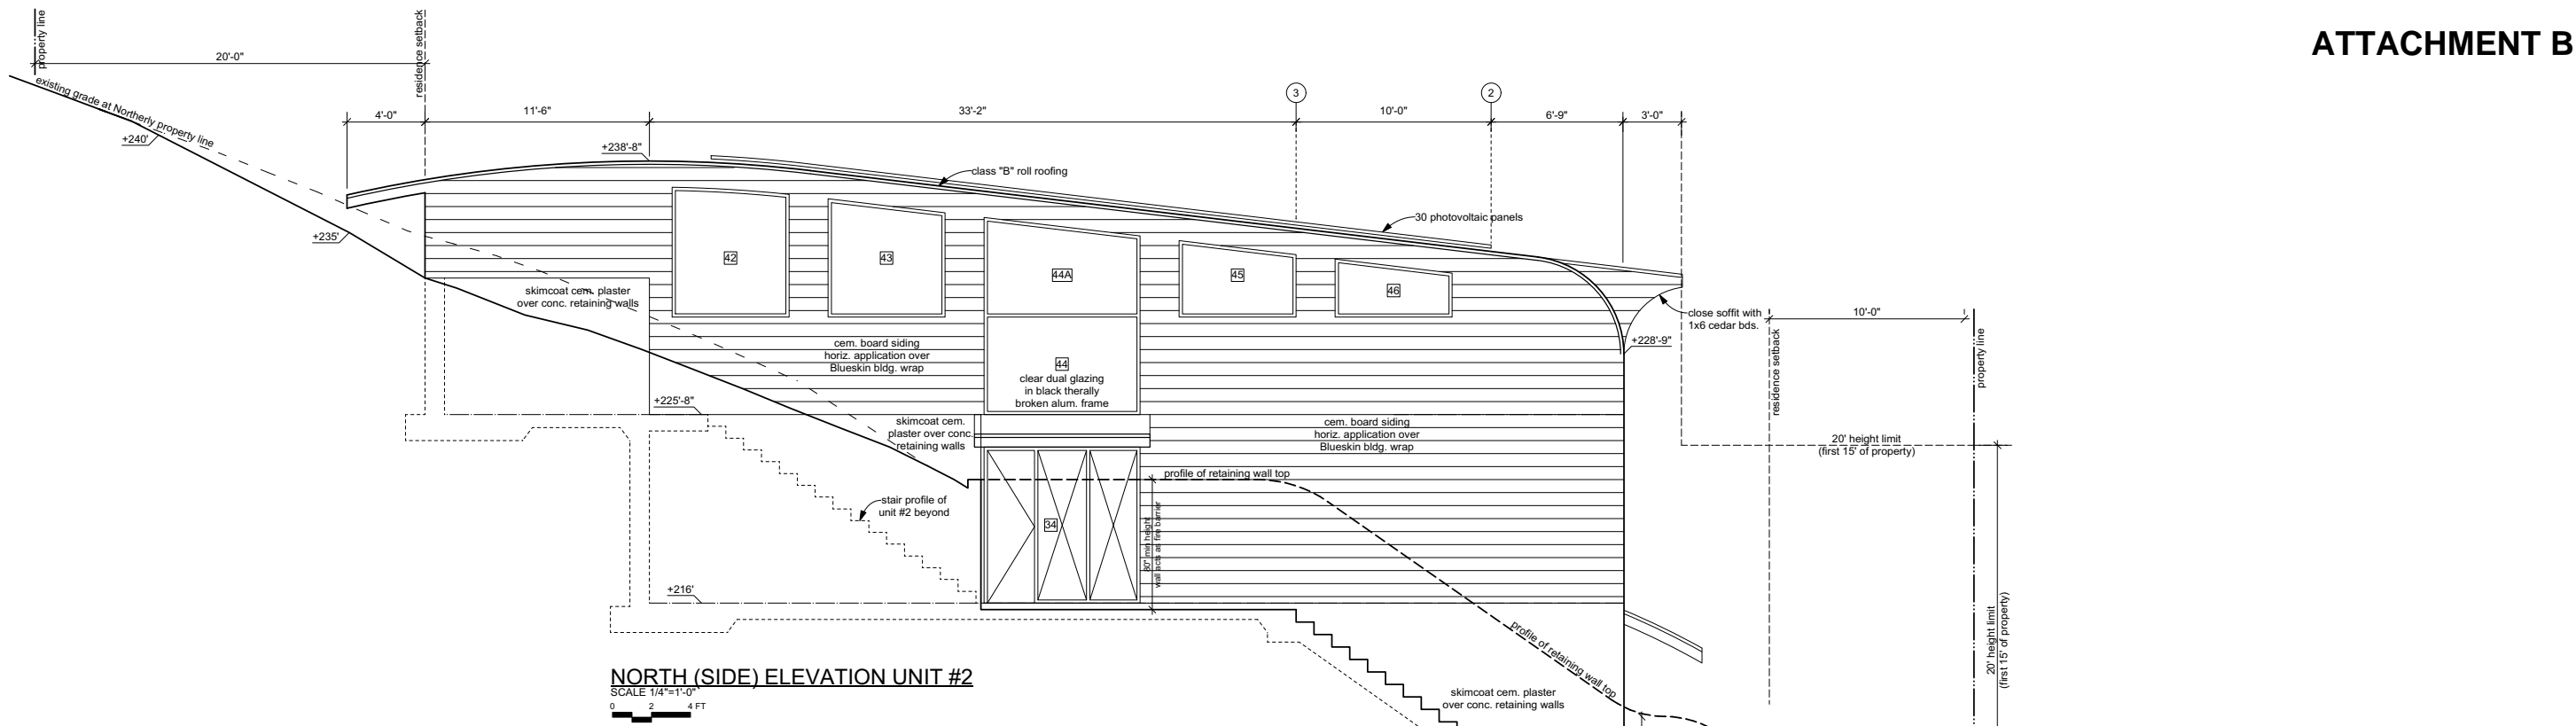 ATTACHMENT B
property line
residence setback
20'-0"
existing grade at Northerly property line
+240'
+235'
4'-0"
11'-6"
33'-2"
3
10'-0"
2
6'-9"
3'-0"
+238'-8"
class "B" roll roofing
30 photovoltaic panels
42
43
44A
45
46
skimcoat cem. plaster
over conc. retaining walls
close soffit with
1x6 cedar bds.
10'-0"
residence setback
property line
+228'-9"
cem. board siding
horiz. application over
Blueskin bldg. wrap
44
clear dual glazing
in black therally
broken alum. frame
+225'-8"
skimcoat cem.
plaster over conc.
retaining walls
cem. board siding
horiz. application over
Blueskin bldg. wrap
20' height limit
(first 15' of property)
profile of retaining wall top
stair profile of
unit #2 beyond
34
80" min height
wall acts as fire barrier
+216'
profile of retaining wall top
20' height limit
(first 15' of property)
NORTH (SIDE) ELEVATION UNIT #2
SCALE 1/4"=1'-0"
0 2 4 FT
skimcoat cem. plaster
over conc. retaining walls